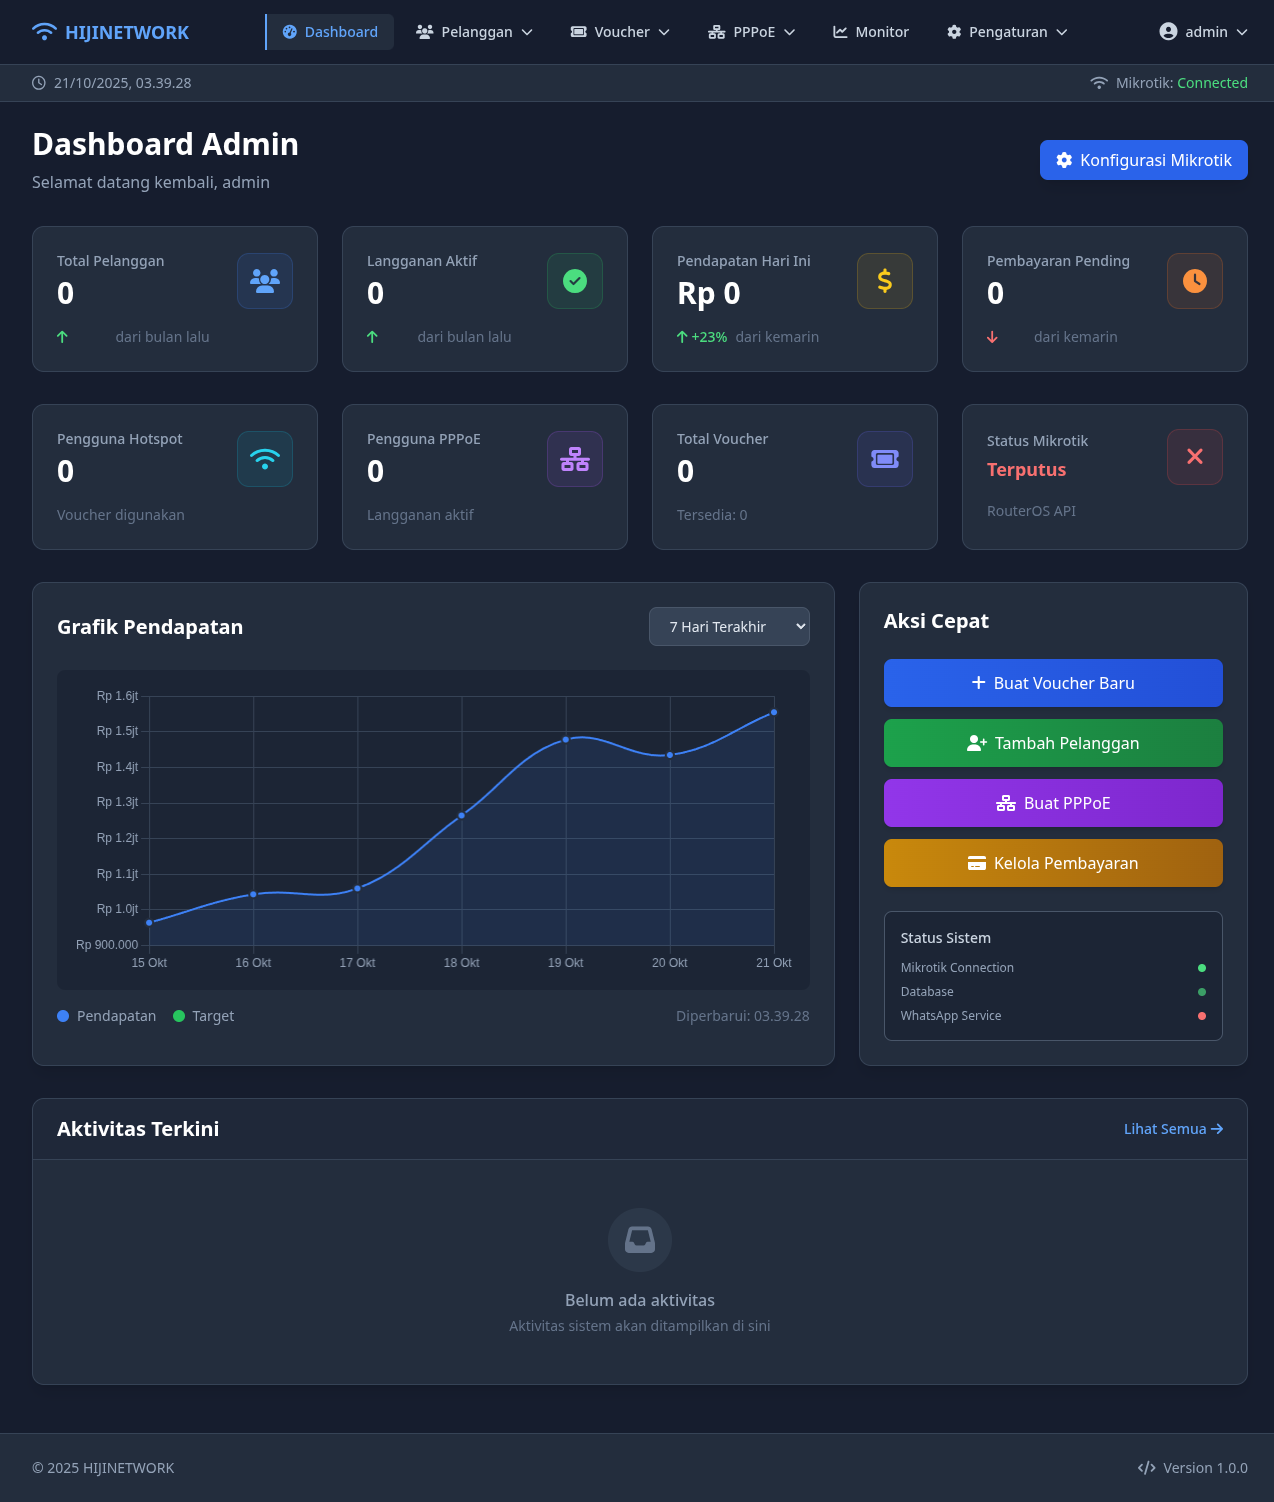 HIJINETWORK
Dashboard
Pelanggan
Voucher
PPPoE
Monitor
Pengaturan
admin
21/10/2025, 03.39.28
Mikrotik: Connected
Dashboard Admin
Selamat datang kembali, admin
Konfigurasi Mikrotik
Total Pelanggan
0
dari bulan lalu
Langganan Aktif
0
dari bulan lalu
Pendapatan Hari Ini
Rp 0
+23% dari kemarin
Pembayaran Pending
0
dari kemarin
Pengguna Hotspot
0
Voucher digunakan
Pengguna PPPoE
0
Langganan aktif
Total Voucher
0
Tersedia: 0
Status Mikrotik
Terputus
RouterOS API
Grafik Pendapatan
7 Hari Terakhir
Rp 1.6jt
Rp 1.5jt
Rp 1.4jt
Rp 1.3jt
Rp 1.2jt
Rp 1.1jt
Rp 1.0jt
Rp 900.000
15 Okt 16 Okt 17 Okt 18 Okt 19 Okt 20 Okt 21 Okt
Pendapatan Target
Diperbarui: 03.39.28
Aksi Cepat
Buat Voucher Baru
Tambah Pelanggan
Buat PPPoE
Kelola Pembayaran
Status Sistem
Mikrotik Connection
Database
WhatsApp Service
Aktivitas Terkini
Lihat Semua
Belum ada aktivitas
Aktivitas sistem akan ditampilkan di sini
© 2025 HIJINETWORK
Version 1.0.0